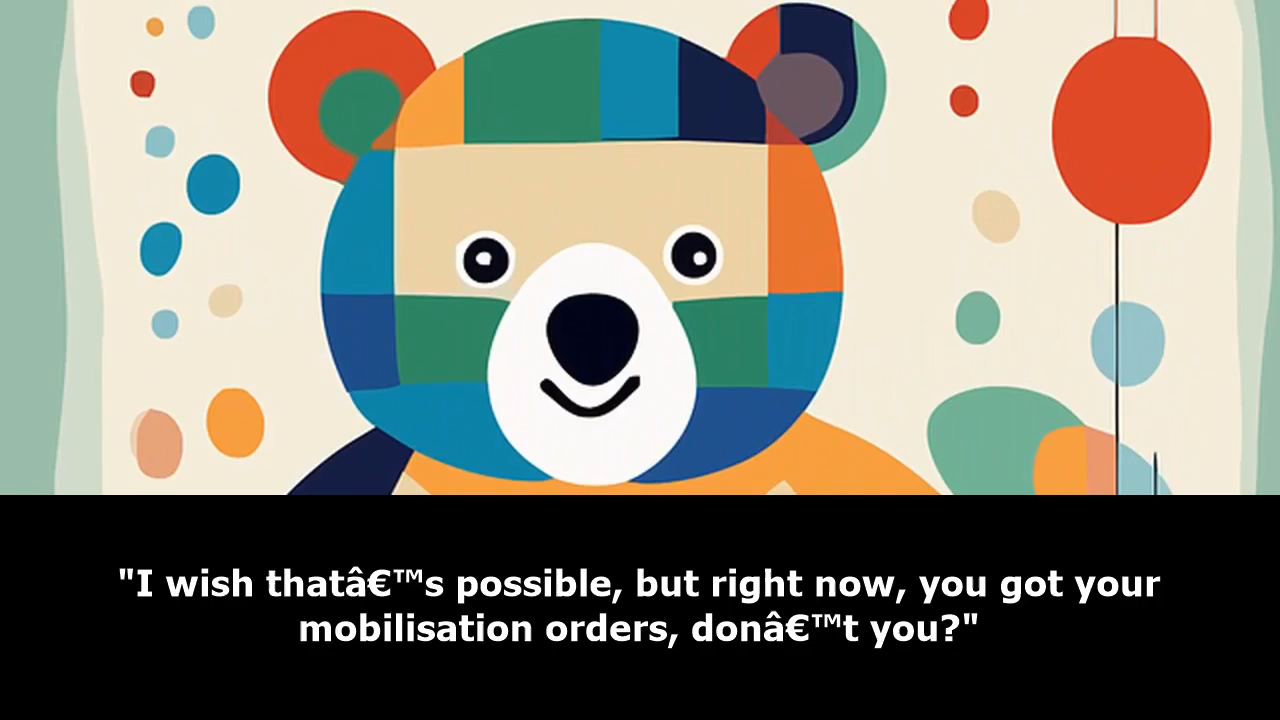 "I wish thatâ€™s possible, but right now, you got your
mobilisation orders, donâ€™t you?"